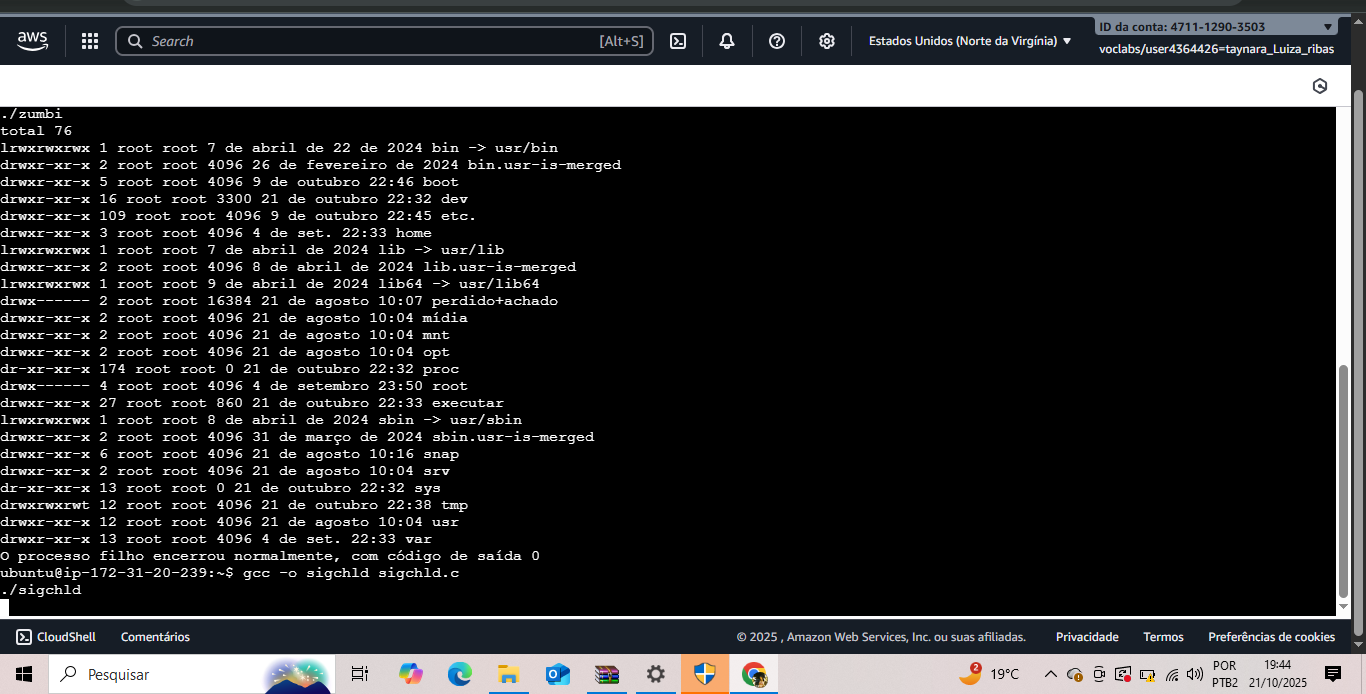 aws
Search
[Alt+S]
Estados Unidos (Norte da Virgínia)
ID da conta: 4711-1290-3503
voclabs/user4364426=taynara_Luiza_ribas
./zumbi
total 76
lrwxrwxrwx 1 root root 7 de abril de 22 de 2024 bin -> usr/bin
drwxr-xr-x 2 root root 4096 26 de fevereiro de 2024 bin.usr-is-merged
drwxr-xr-x 5 root root 4096 9 de outubro 22:46 boot
drwxr-xr-x 16 root root 3300 21 de outubro 22:32 dev
drwxr-xr-x 109 root root 4096 9 de outubro 22:45 etc.
drwxr-xr-x 3 root root 4096 4 de set. 22:33 home
lrwxrwxrwx 1 root root 7 de abril de 2024 lib -> usr/lib
drwxr-xr-x 2 root root 4096 8 de abril de 2024 lib.usr-is-merged
lrwxrwxrwx 1 root root 9 de abril de 2024 lib64 -> usr/lib64
drwx------ 2 root root 16384 21 de agosto 10:07 perdido+achado
drwxr-xr-x 2 root root 4096 21 de agosto 10:04 mídia
drwxr-xr-x 2 root root 4096 21 de agosto 10:04 mnt
drwxr-xr-x 2 root root 4096 21 de agosto 10:04 opt
dr-xr-xr-x 174 root root 0 21 de outubro 22:32 proc
drwx------ 4 root root 4096 4 de setembro 23:50 root
drwxr-xr-x 27 root root 860 21 de outubro 22:33 executar
lrwxrwxrwx 1 root root 8 de abril de 2024 sbin -> usr/sbin
drwxr-xr-x 2 root root 4096 31 de março de 2024 sbin.usr-is-merged
drwxr-xr-x 6 root root 4096 21 de agosto 10:16 snap
drwxr-xr-x 2 root root 4096 21 de agosto 10:04 srv
dr-xr-xr-x 13 root root 0 21 de outubro 22:32 sys
drwxrwxrwt 12 root root 4096 21 de outubro 22:38 tmp
drwxr-xr-x 12 root root 4096 21 de agosto 10:04 usr
drwxr-xr-x 13 root root 4096 4 de set. 22:33 var
O processo filho encerrou normalmente, com código de saída 0
ubuntu@ip-172-31-20-239:~$ gcc -o sigchld sigchld.c
./sigchld
CloudShell
Comentários
© 2025 , Amazon Web Services, Inc. ou suas afiliadas.
Privacidade
Termos
Preferências de cookies
Pesquisar
2
19°C
POR
PTB2
19:44
21/10/2025